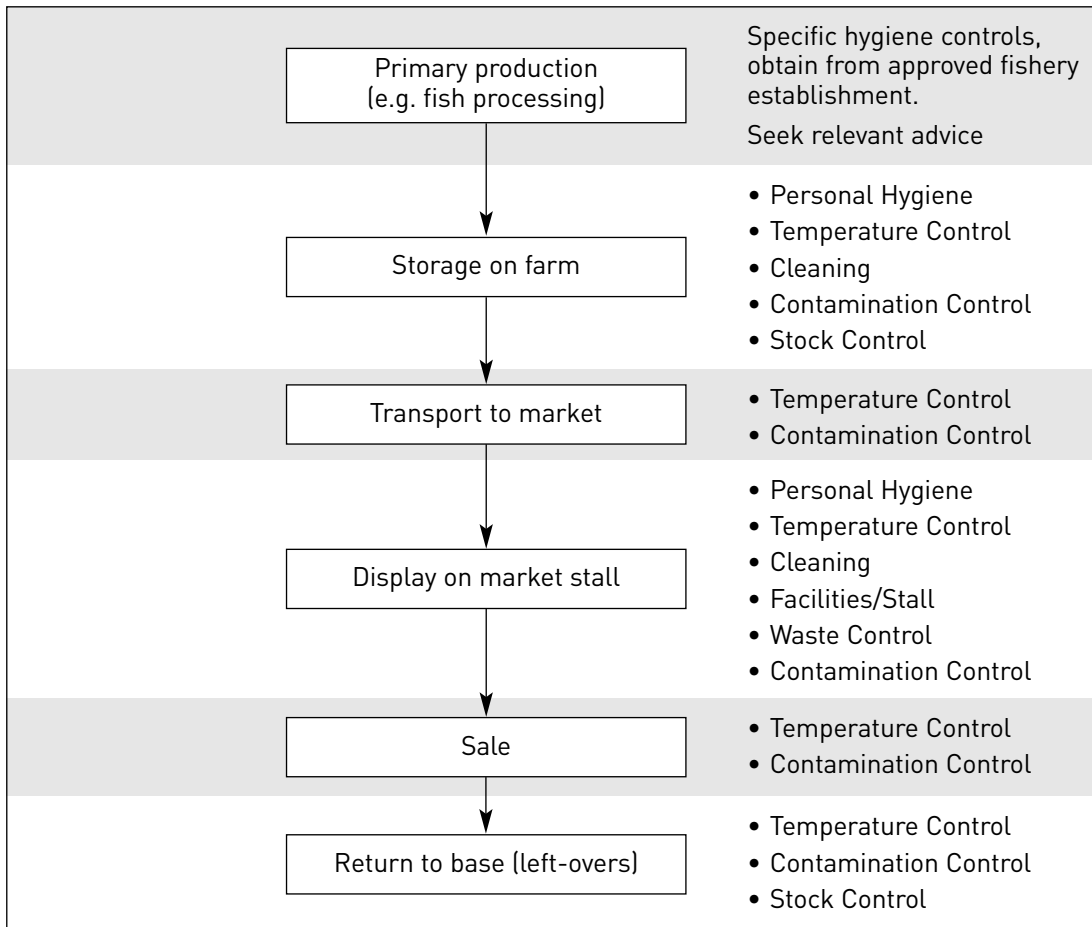 Primary production
(e.g. fish processing)
Specific hygiene controls,
obtain from approved fishery
establishment.
Seek relevant advice
Storage on farm
• Personal Hygiene
• Temperature Control
• Cleaning
• Contamination Control
• Stock Control
Transport to market
• Temperature Control
• Contamination Control
Display on market stall
• Personal Hygiene
• Temperature Control
• Cleaning
• Facilities/Stall
• Waste Control
• Contamination Control
Sale
• Temperature Control
• Contamination Control
Return to base (left-overs)
• Temperature Control
• Contamination Control
• Stock Control